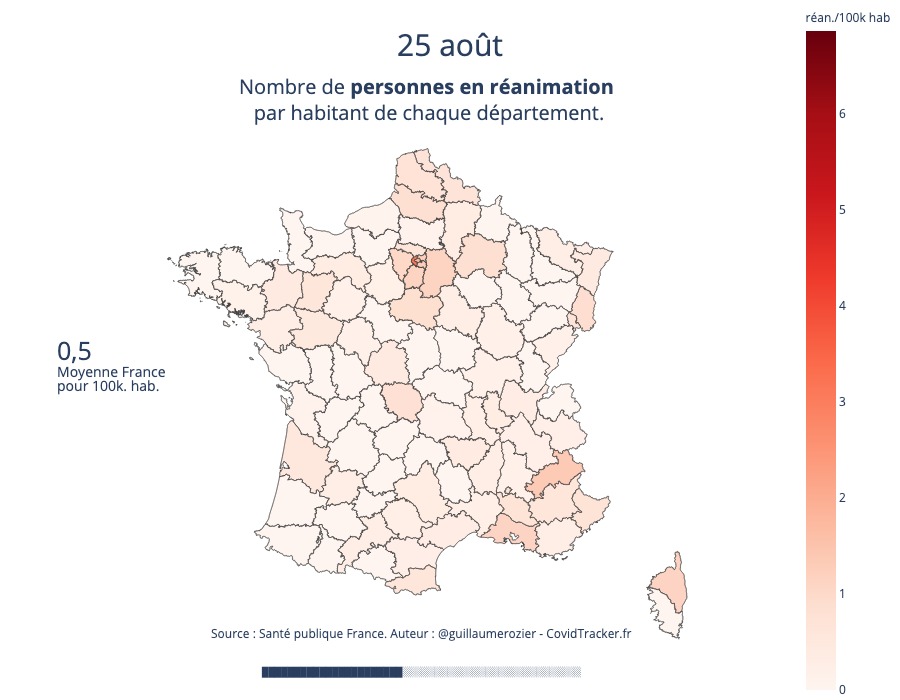 réan./100k hab
25 août
Nombre de personnes en réanimation
par habitant de chaque département.
6
5
4
3
2
1
0
0,5
Moyenne France
pour 100k. hab.
Source : Santé publique France. Auteur : @guillaumerozier - CovidTracker.fr